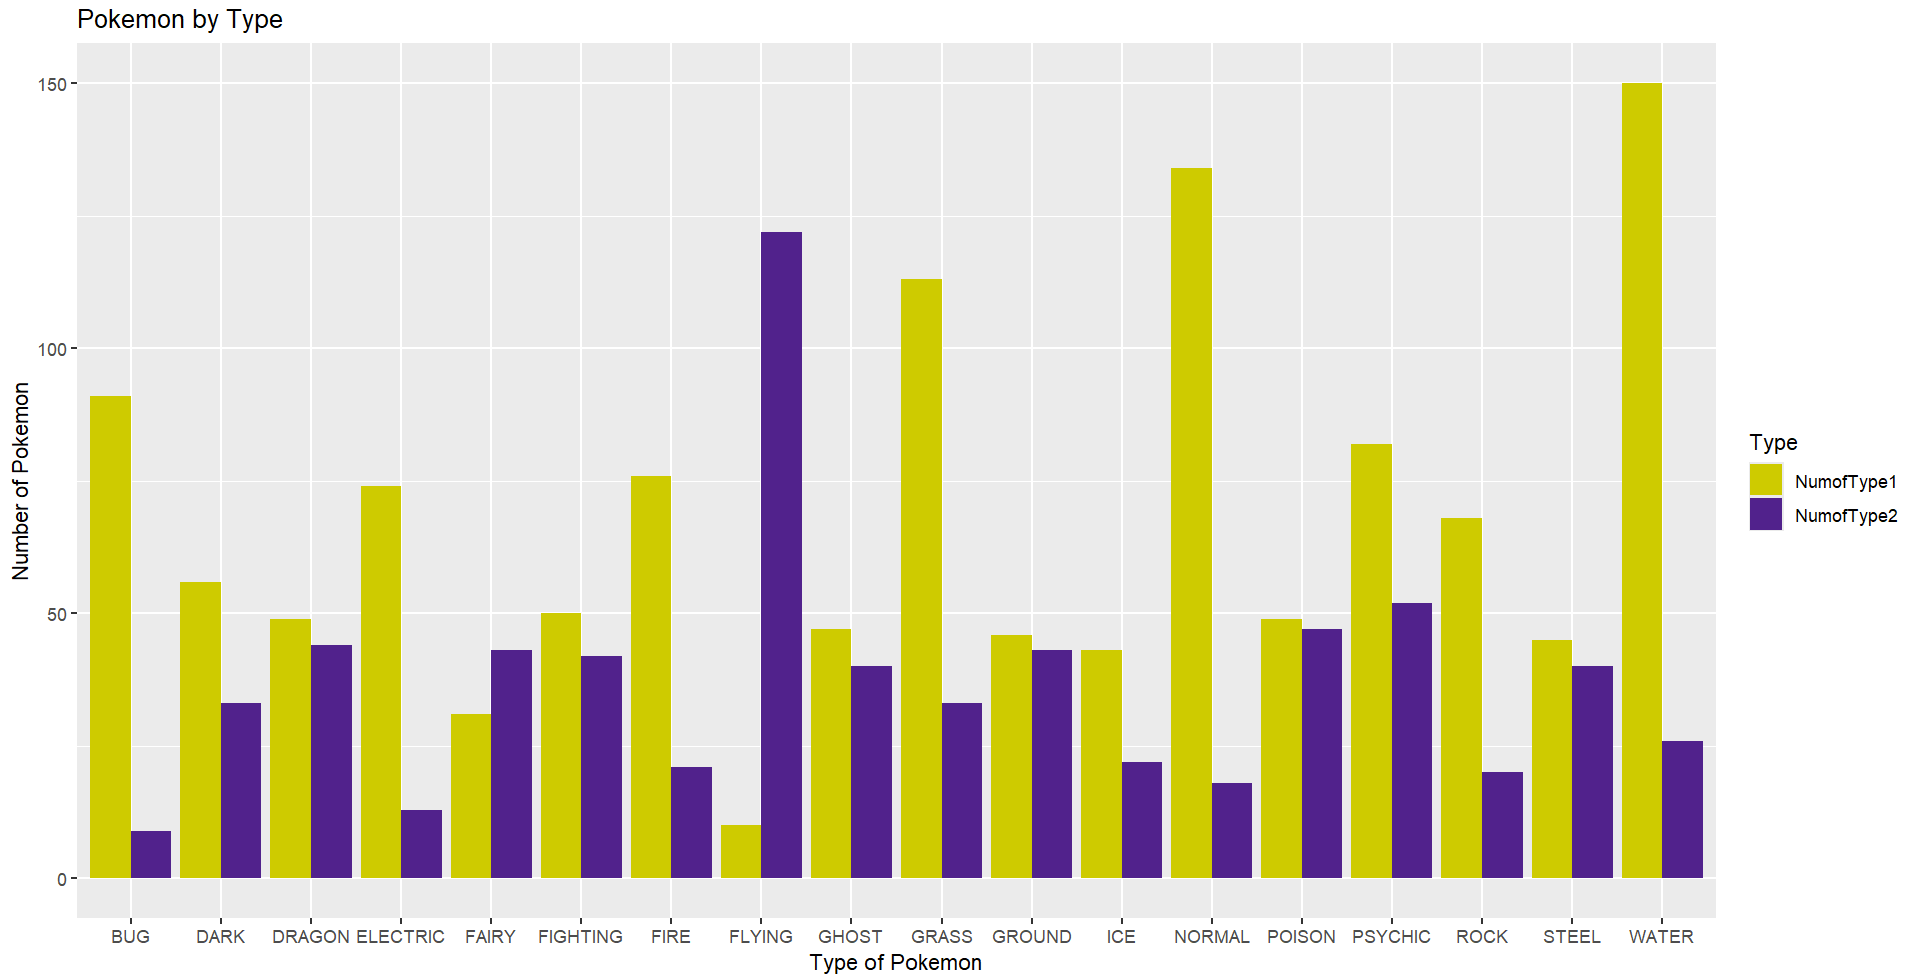 Pokemon by Type
150
100
50
0
Number of Pokemon
BUG DARK DRAGON ELECTRIC FAIRY FIGHTING FIRE FLYING GHOST GRASS GROUND ICE NORMAL POISON PSYCHIC ROCK STEEL WATER
Type of Pokemon
Type
NumofType1
NumofType2